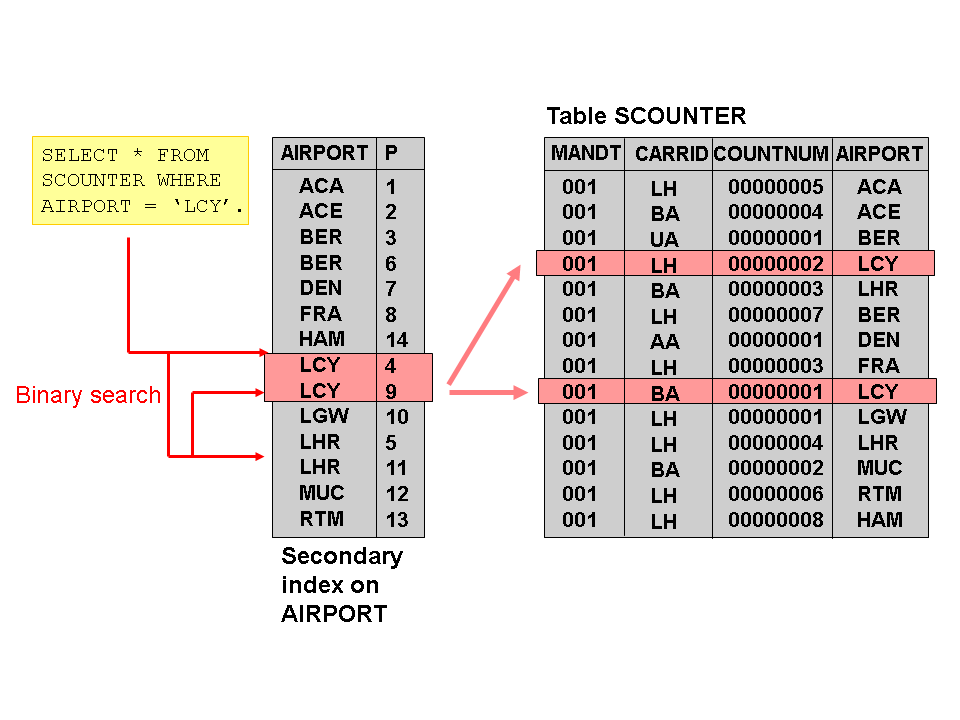 Table SCOUNTER
SELECT * FROM
SCOUNTER WHERE
AIRPORT = ‘LCY’.
Binary search
AIRPORT P
ACA 1
ACE 2
BER 3
BER 6
DEN 7
FRA 8
HAM 14
LCY 4
LCY 9
LGW 10
LHR 5
LHR 11
MUC 12
RTM 13
Secondary
index on
AIRPORT
MANDT CARRID COUNTNUM AIRPORT
001 LH 00000005 ACA
001 BA 00000004 ACE
001 UA 00000001 BER
001 LH 00000002 LCY
001 BA 00000003 LHR
001 LH 00000007 BER
001 AA 00000001 DEN
001 LH 00000003 FRA
001 BA 00000001 LCY
001 LH 00000001 LGW
001 LH 00000004 LHR
001 BA 00000002 MUC
001 LH 00000006 RTM
001 LH 00000008 HAM